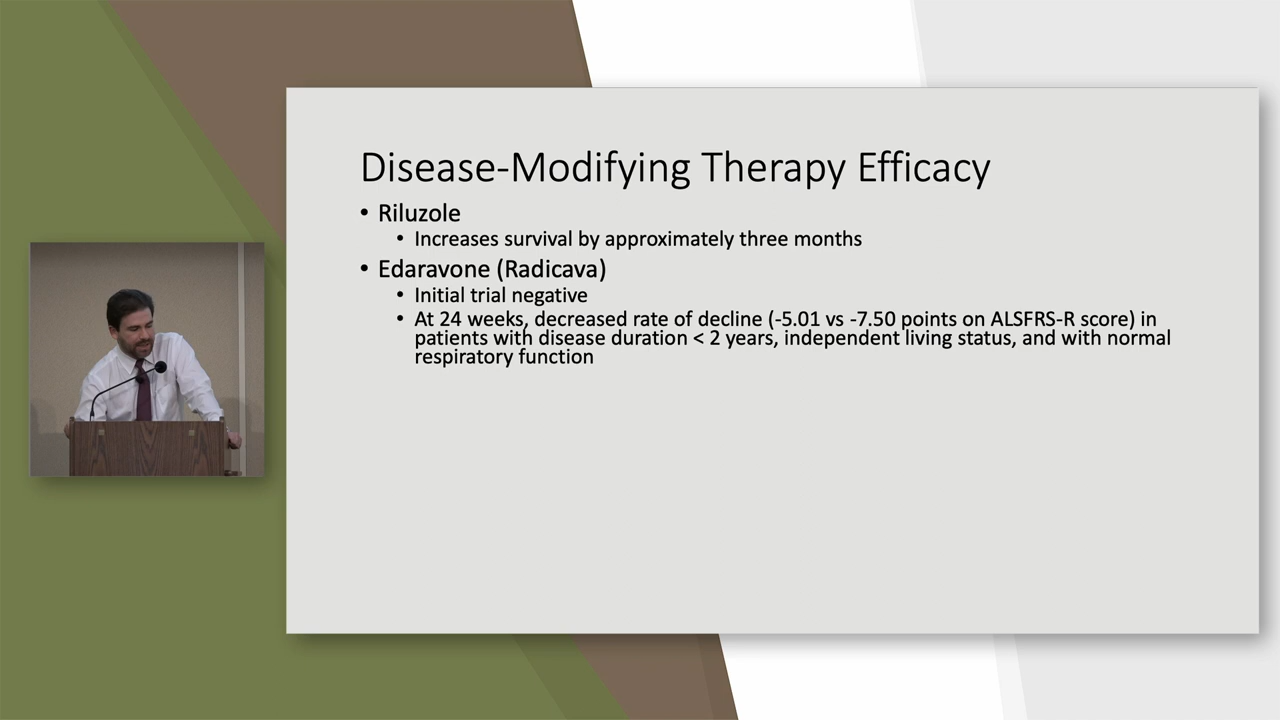 Disease-Modifying Therapy Efficacy
• Riluzole
• Increases survival by approximately three months
• Edaravone (Radicava)
• Initial trial negative
• At 24 weeks, decreased rate of decline (-5.01 vs -7.50 points on ALSFRS-R score) in
patients with disease duration < 2 years, independent living status, and with normal
respiratory function